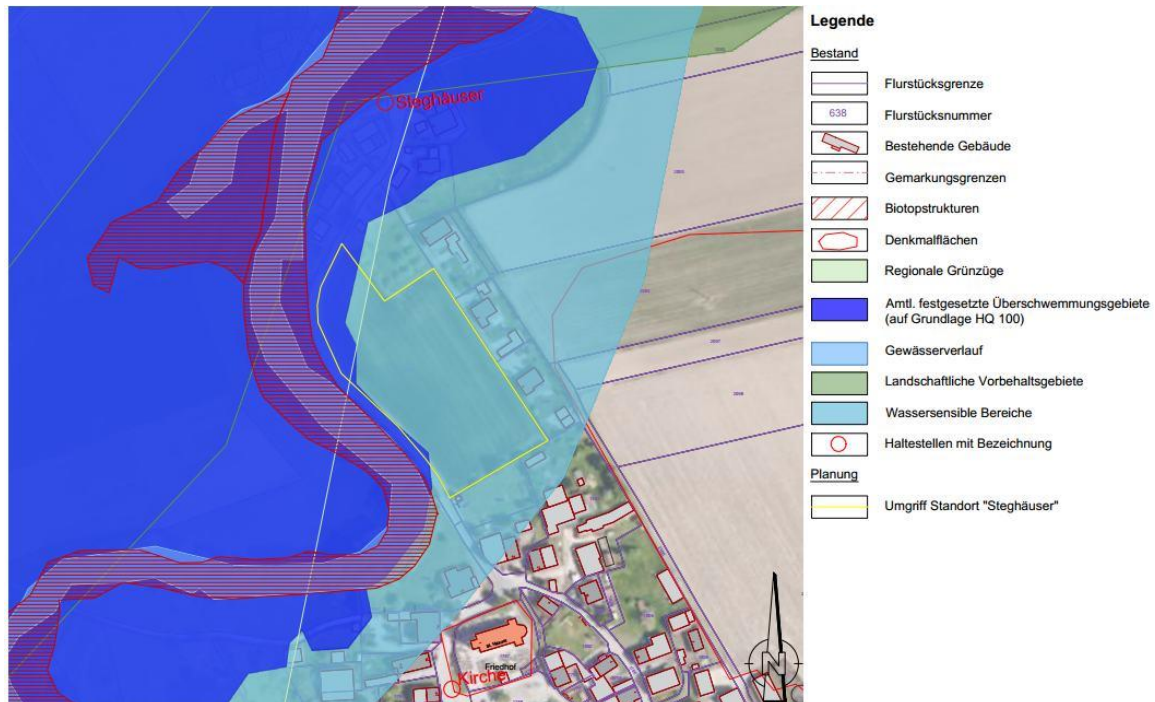 Legende
Bestand
Flurstücksgrenze
638
Flurstücksnummer
Bestehende Gebäude
Gemarkungsgrenzen
Biotopstrukturen
Denkmalflächen
Regionale Grünzüge
Amtl. festgesetzte Überschwemmungsgebiete
(auf Grundlage HQ 100)
Gewässerverlauf
Landschaftliche Vorbehaltsgebiete
Wassersensible Bereiche
Haltestellen mit Bezeichnung
Planung
Umgriff Standort "Steghäuser"
Steghäuser
Friedhof
Kirche
N